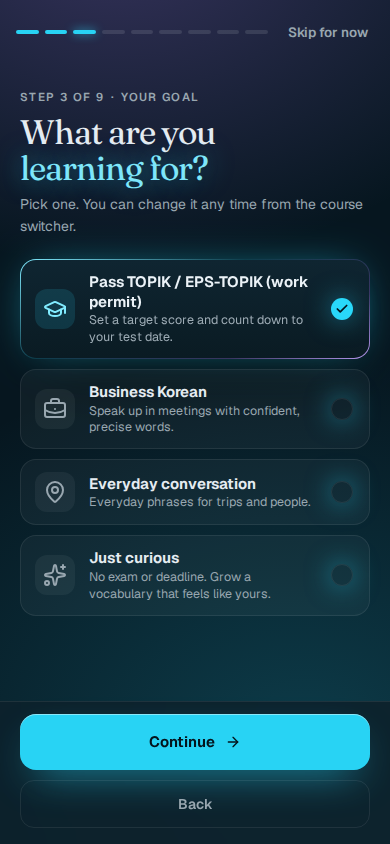 Skip for now
STEP 3 OF 9 · YOUR GOAL
What are you
learning for?
Pick one. You can change it any time from the course
switcher.
Pass TOPIK / EPS-TOPIK (work
permit)
Set a target score and count down to
your test date.
Business Korean
Speak up in meetings with confident,
precise words.
Everyday conversation
Everyday phrases for trips and people.
Just curious
No exam or deadline. Grow a
vocabulary that feels like yours.
Continue →
Back